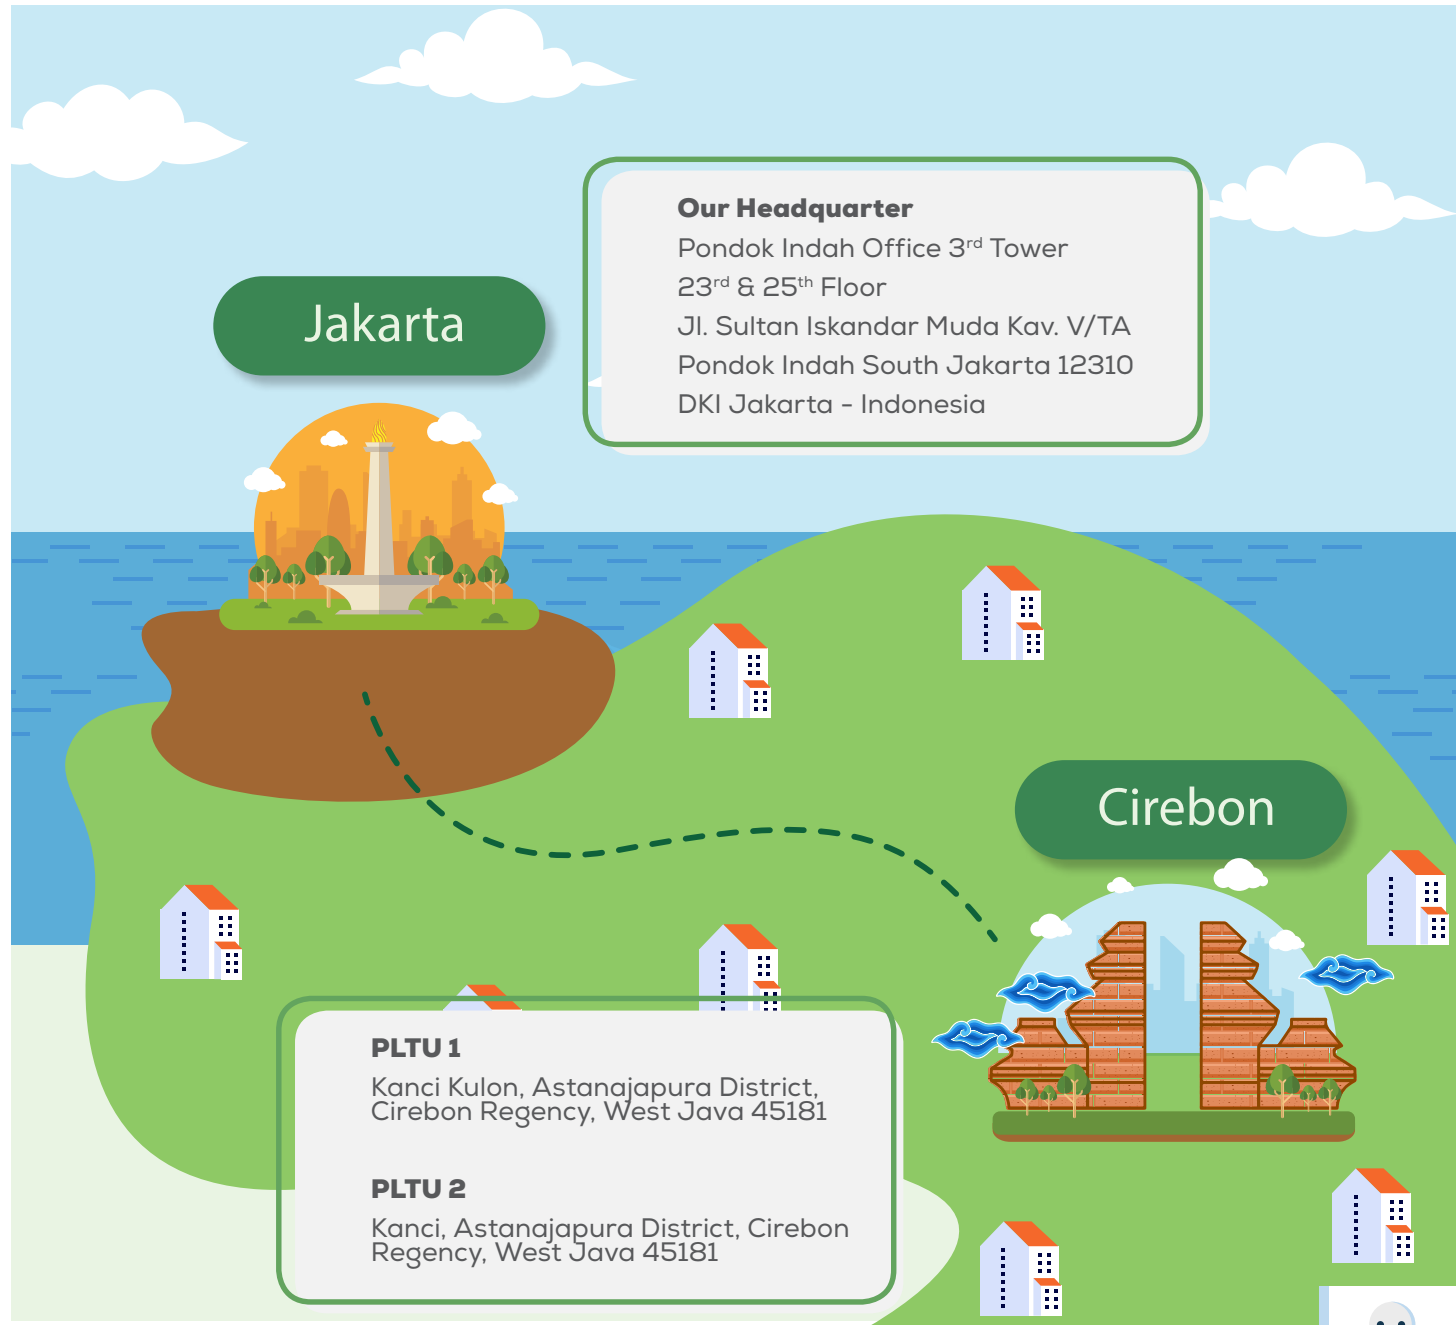 Our Headquarter
Pondok Indah Office 3rd Tower
23rd & 25th Floor
Jl. Sultan Iskandar Muda Kav. V/TA
Pondok Indah South Jakarta 12310
DKI Jakarta - Indonesia
Jakarta
Cirebon
PLTU 1
Kanci Kulon, Astanajapura District,
Cirebon Regency, West Java 45181
PLTU 2
Kanci, Astanajapura District, Cirebon
Regency, West Java 45181